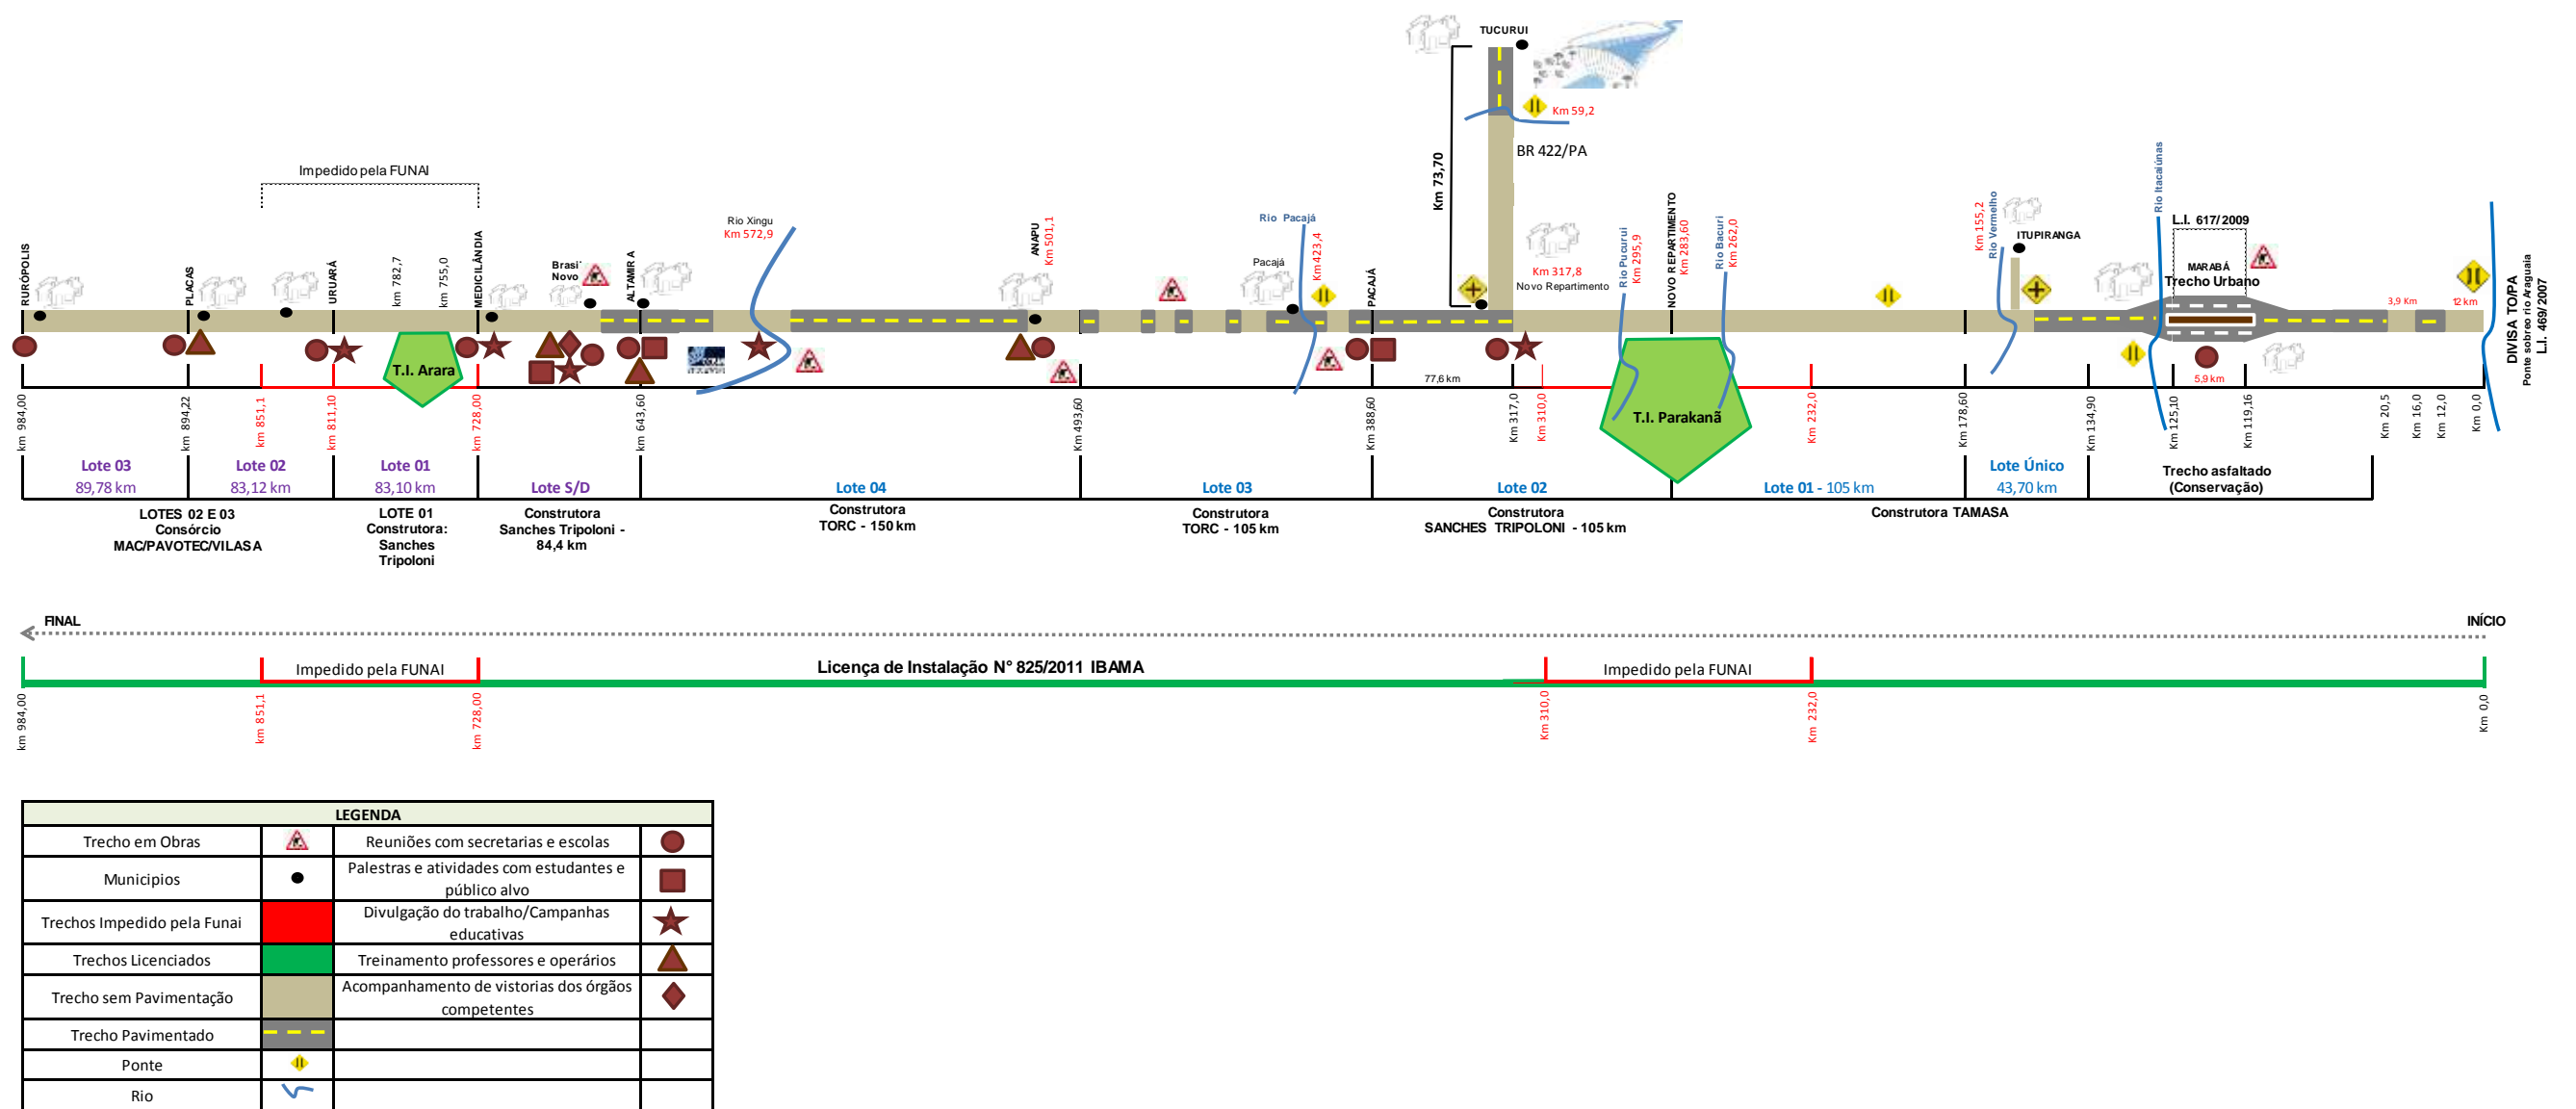 TUCURUI
Km 59,2
BR 422/PA
Km 73,70
Impedido pela FUNAI
RURÓPOLIS
PLACAS
URUARÁ
km 782,7
km 755,0
MEDICILÂNDIA
Brasil
Novo
ALTAMIRA
Rio Xingu
Km 572,9
ANAPU
Km 501,1
Rio Pacajá
Pacajá
Km 423,4
PACAJÁ
Km 317,8
Novo Repartimento
Rio Pucurui
Km 295,9
NOVO REPARTIMENTO
Km 283,60
Rio Bacuri
Km 262,0
Km 155,2
Rio Vermelho
ITUPIRANGA
Rio Itacaiúnas
L.I. 617/2009
MARABÁ
Trecho Urbano
3,9 Km
12 km
DIVISA TO/PA
Ponte sobre o rio Araguaia
L.I. 469/2007
T.I. Arara
T.I. Parakanã
77,6 km
5,9 km
km 984,00
km 894,22
km 851,1
km 811,10
km 728,00
km 643,60
Km 493,60
Km 388,60
Km 317,0
Km 310,0
Km 232,0
Km 178,60
Km 134,90
Km 125,10
Km 119,16
Km 20,5
Km 16,0
Km 12,0
Km 0,0
Lote 03
89,78 km
Lote 02
83,12 km
Lote 01
83,10 km
Lote S/D
Lote 04
Lote 03
Lote 02
Lote 01 - 105 km
Lote Único
43,70 km
Trecho asfaltado
(Conservação)
LOTES 02 E 03
Consórcio
MAC/PAVOTEC/VILASA
LOTE 01
Construtora:
Sanches
Tripoloni
Construtora
Sanches Tripoloni -
84,4 km
Construtora
TORC - 150 km
Construtora
TORC - 105 km
Construtora
SANCHES TRIPOLONI - 105 km
Construtora TAMASA
FINAL
INÍCIO
Impedido pela FUNAI
Licença de Instalação N° 825/2011 IBAMA
Impedido pela FUNAI
km 984,00
km 851,1
km 728,00
Km 310,0
Km 232,0
Km 0,0
LEGENDA
Trecho em Obras
Reuniões com secretarias e escolas
Municipios
Palestras e atividades com estudantes e
público alvo
Trechos Impedido pela Funai
Divulgação do trabalho/Campanhas
educativas
Trechos Licenciados
Treinamento professores e operários
Trecho sem Pavimentação
Acompanhamento de vistorias dos órgãos
competentes
Trecho Pavimentado
Ponte
Rio